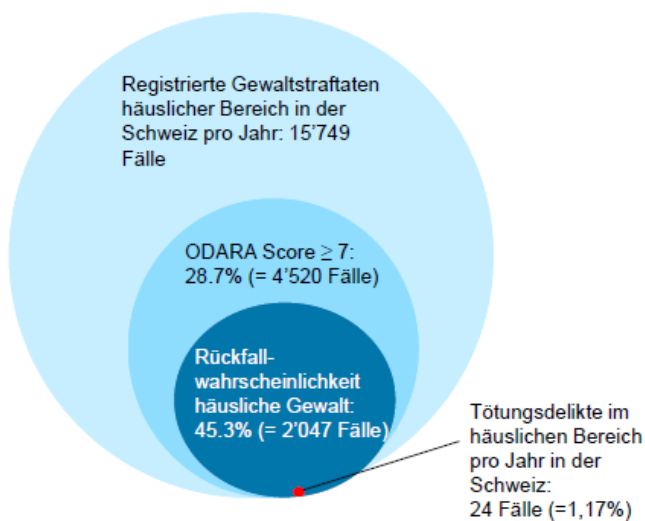 Registrierte Gewaltstraftaten
häuslicher Bereich in der
Schweiz pro Jahr: 15'749
Fälle
ODARA Score ≥ 7:
28.7% (= 4'520 Fälle)
Rückfall-
wahrscheinlichkeit
häusliche Gewalt:
45.3% (= 2'047 Fälle)
Tötungsdelikte im
häuslichen Bereich
pro Jahr in der
Schweiz:
24 Fälle (=1,17%)